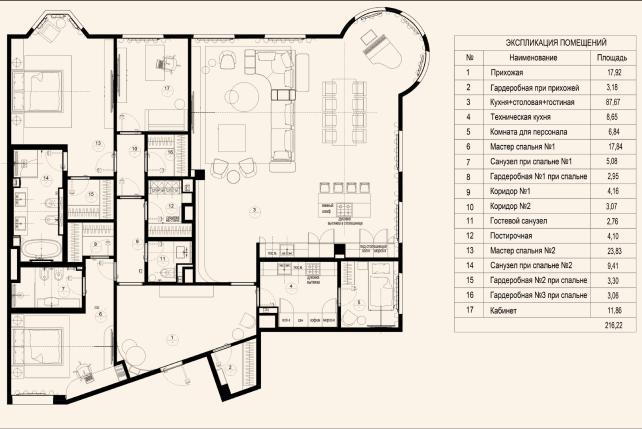 ЭКСПЛИКАЦИЯ ПОМЕЩЕНИЙ
№ Наименование Площадь
1 Прихожая 17,92
2 Гардеробная при прихожей 3,18
3 Кухня+столовая+гостиная 87,67
4 Техническая кухня 8,65
5 Комната для персонала 6,84
6 Мастер спальня №1 17,84
7 Санузел при спальне №1 5,08
8 Гардеробная №1 при спальне 2,95
9 Коридор №1 4,16
10 Коридор №2 3,07
11 Гостевой санузел 2,76
12 Постирочная 4,10
13 Мастер спальня №2 23,83
14 Санузел при спальне №2 9,41
15 Гардеробная №2 при спальне 3,30
16 Гардеробная №3 при спальне 3,06
17 Кабинет 11,86
216,22
17
13
10
16
14
15
12
3
9
8
11
7
4
5
6
1
2